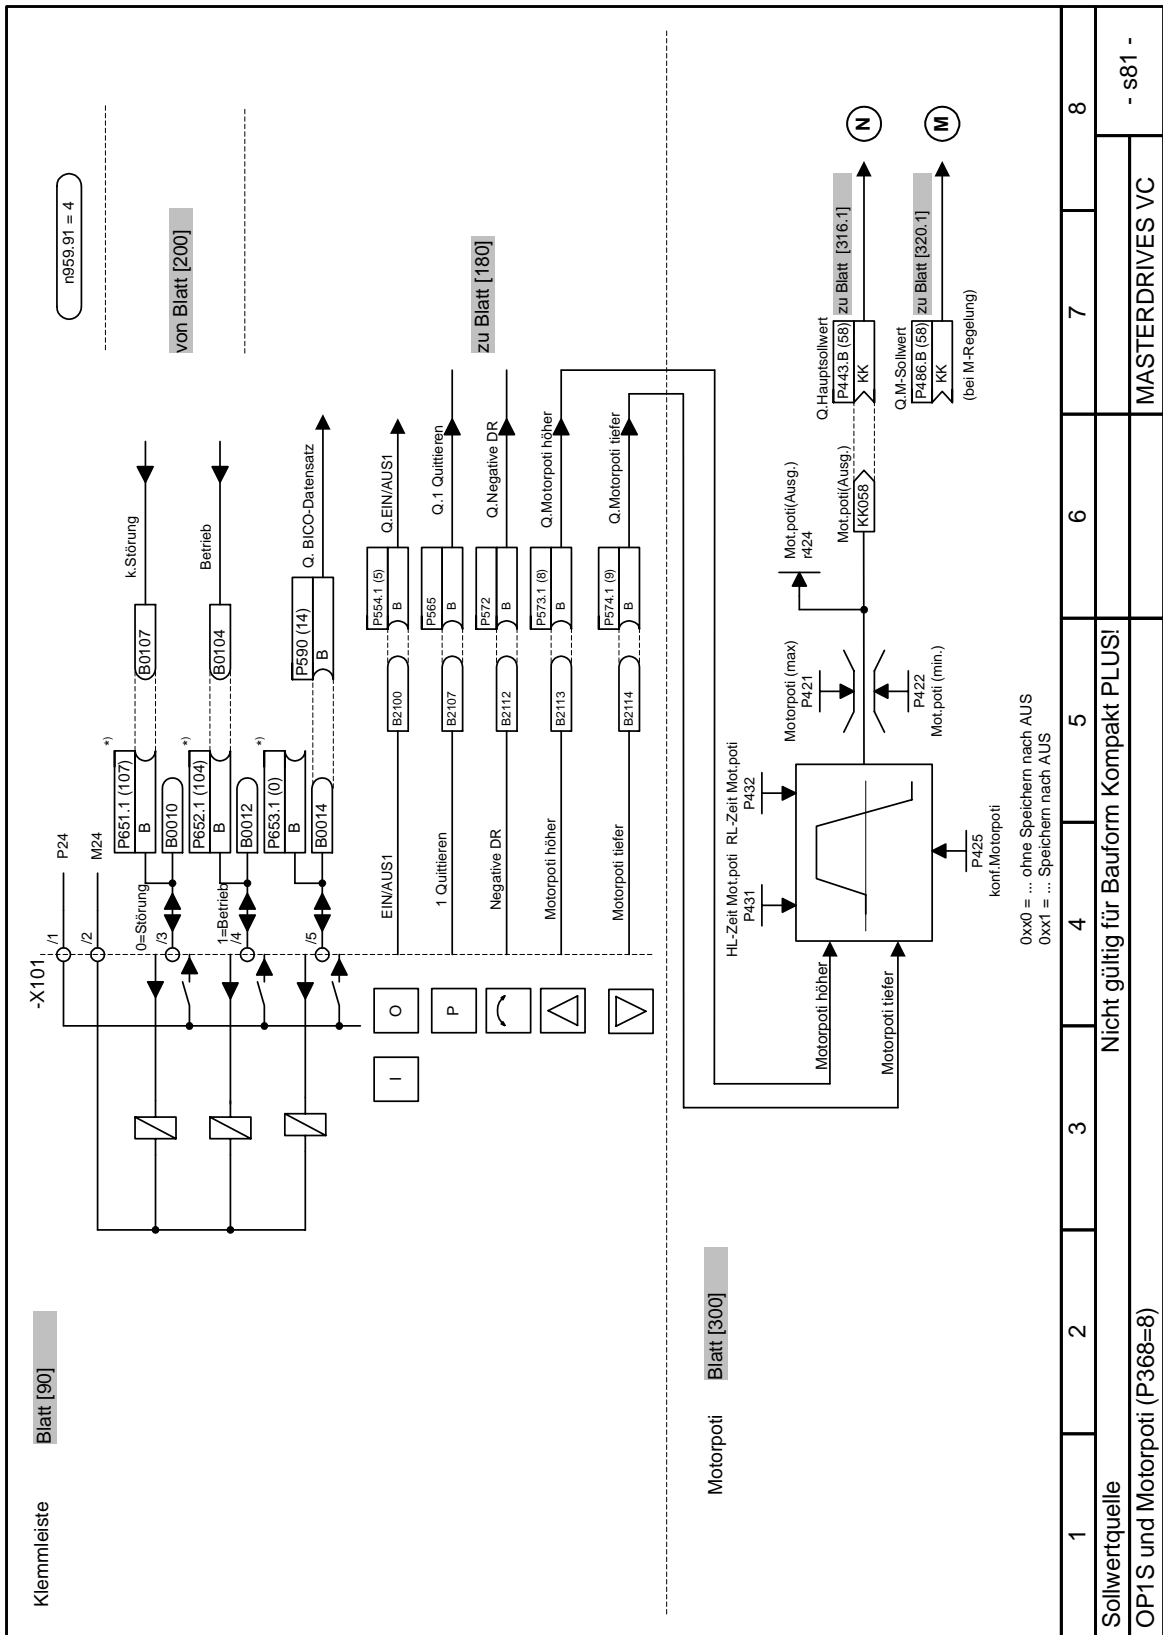 n959.91 = 4
Klemmleiste
Blatt [90]
-X101
/1
P24
/2
M24
0=Störung
/3
P651.1 (107)
*)
B
B0010
B0107
k.Störung
von Blatt [200]
1=Betrieb
/4
P652.1 (104)
*)
B
B0012
B0104
Betrieb
/5
P653.1 (0)
*)
B
B0014
P590 (14)
B
Q. BICO-Datensatz
I
O
EIN/AUS1
B2100
P554.1 (5)
B
Q.EIN/AUS1
P
1 Quittieren
B2107
P565
B
Q.1 Quittieren
zu Blatt [180]
Negative DR
B2112
P572
B
Q.Negative DR
Motorpoti höher
B2113
P573.1 (8)
B
Q.Motorpoti höher
Motorpoti tiefer
B2114
P574.1 (9)
B
Q.Motorpoti tiefer
Motorpoti
Blatt [300]
HL-Zeit Mot.poti
P431
RL-Zeit Mot.poti
P432
Motorpoti (max)
P421
Mot.poti(Ausg.)
r424
Motorpoti höher
Motorpoti tiefer
P422
Mot.poti (min.)
Mot.poti(Ausg.)
KK058
Q.Hauptsollwert
P443.B (58)
KK
zu Blatt [316.1]
N
Q.M-Sollwert
P486.B (58)
KK
zu Blatt [320.1]
M
(bei M-Regelung)
P425
konf.Motorpoti
0xx0 = ... ohne Speichern nach AUS
0xx1 = ... Speichern nach AUS
1 2 3 4 5 6 7 8
Sollwertquelle
Nicht gültig für Bauform Kompakt PLUS!
- s81 -
OP1S und Motorpoti (P368=8)
MASTERDRIVES VC